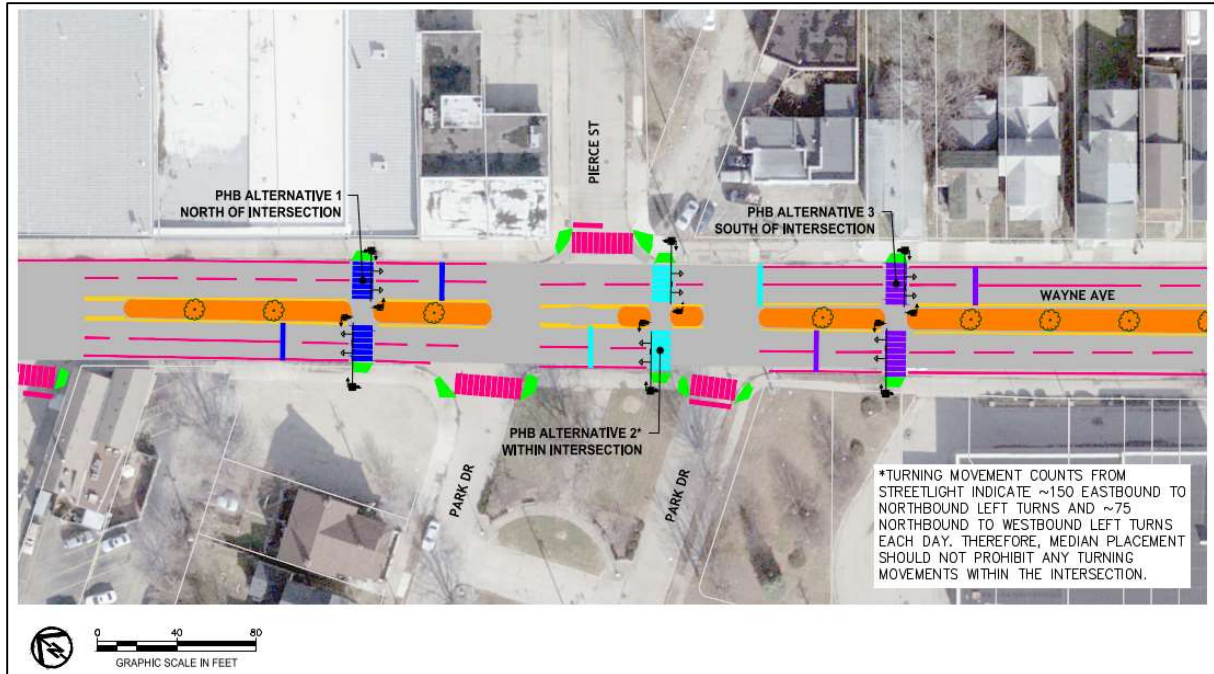 PIERCE ST
PHB ALTERNATIVE 1
NORTH OF INTERSECTION
PHB ALTERNATIVE 3
SOUTH OF INTERSECTION
WAYNE AVE
PHB ALTERNATIVE 2*
WITHIN INTERSECTION
PARK DR
PARK DR
*TURNING MOVEMENT COUNTS FROM
STREETLIGHT INDICATE ~150 EASTBOUND TO
NORTHBOUND LEFT TURNS AND ~75
NORTHBOUND TO WESTBOUND LEFT TURNS
EACH DAY. THEREFORE, MEDIAN PLACEMENT
SHOULD NOT PROHIBIT ANY TURNING
MOVEMENTS WITHIN THE INTERSECTION.
0 40 80
GRAPHIC SCALE IN FEET